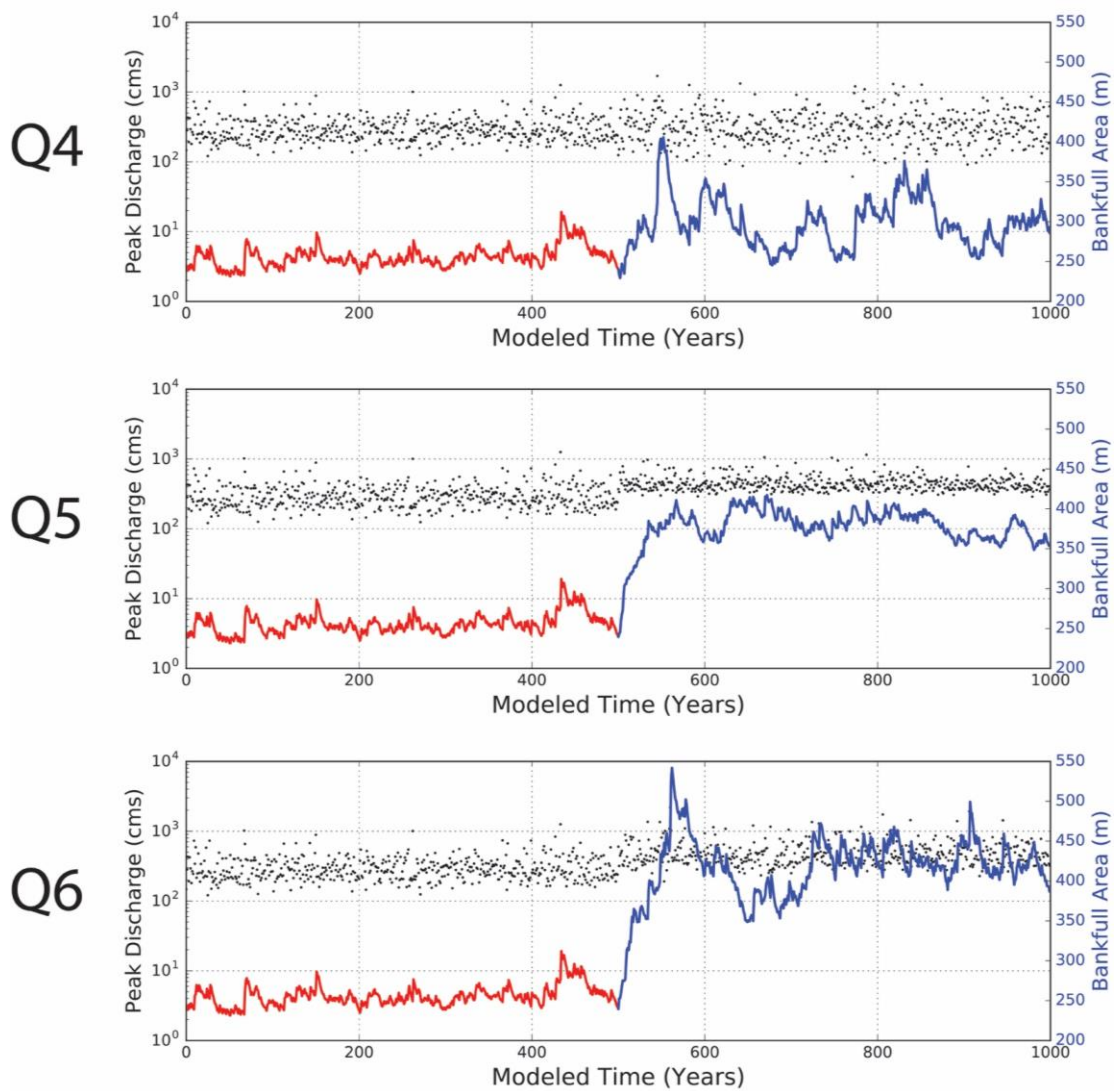 Q4
Peak Discharge (cms)
10^4
10^3
10^2
10^1
10^0
0 200 400 600 800 1000
Modeled Time (Years)
550
500
450
400
350
300
250
200
Bankfull Area (m)
Q5
Peak Discharge (cms)
10^4
10^3
10^2
10^1
10^0
0 200 400 600 800 1000
Modeled Time (Years)
550
500
450
400
350
300
250
200
Bankfull Area (m)
Q6
Peak Discharge (cms)
10^4
10^3
10^2
10^1
10^0
0 200 400 600 800 1000
Modeled Time (Years)
550
500
450
400
350
300
250
200
Bankfull Area (m)